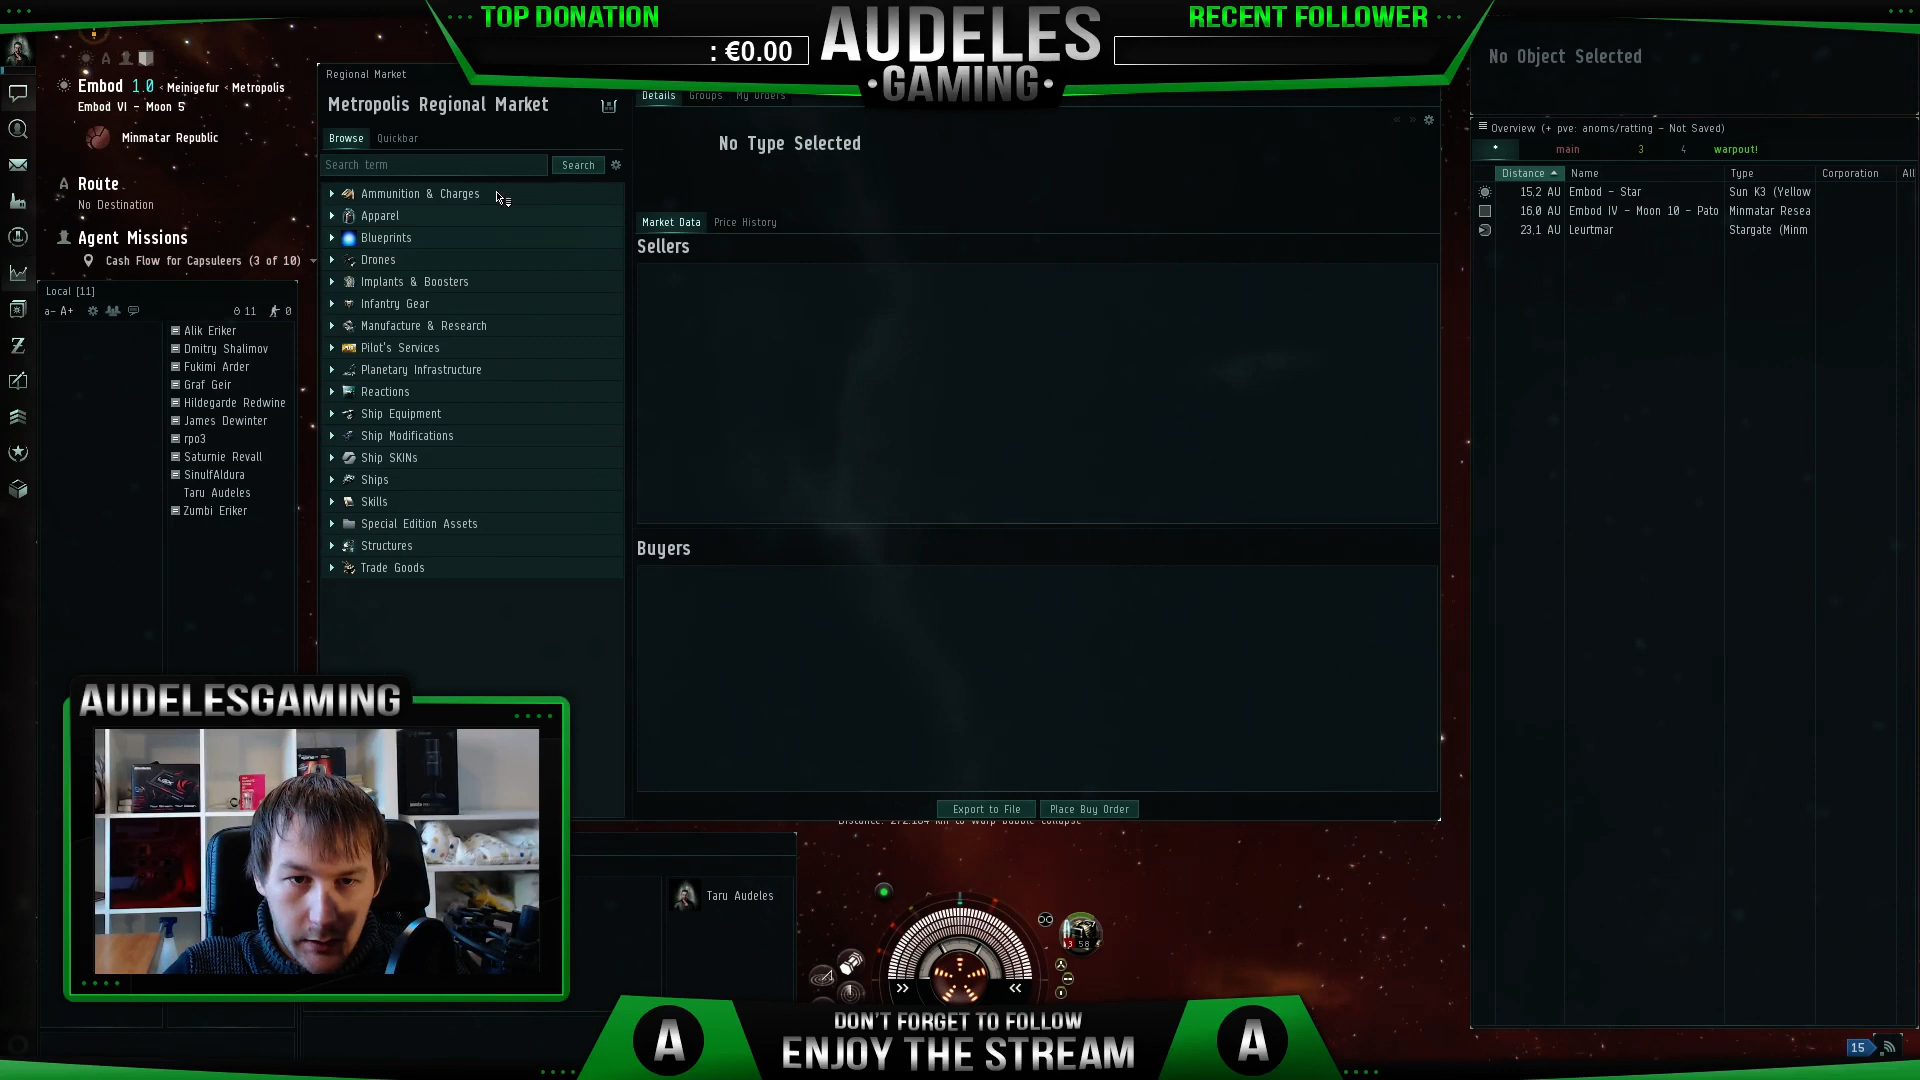 TOP DONATION
: €0.00
AUDELES
GAMING
RECENT FOLLOWER
Embod 1.0 < Meinigefur < Metropolis
Embod VI - Moon 5
Minmatar Republic
Route
No Destination
Agent Missions
Cash Flow for Capsuleers (3 of 10)
Local [11]
a- A+
11
0
Alik Eriker
Dmitry Shalimov
Fukimi Arder
Graf Geir
Hildegarde Redwine
James Dewinter
rpo3
Saturnie Revall
SinulfAldura
Taru Audeles
Zumbi Eriker
Regional Market
Metropolis Regional Market
Browse
Quickbar
Search term
Search
Ammunition & Charges
Apparel
Blueprints
Drones
Implants & Boosters
Infantry Gear
Manufacture & Research
Pilot's Services
Planetary Infrastructure
Reactions
Ship Equipment
Ship Modifications
Ship SKINs
Ships
Skills
Special Edition Assets
Structures
Trade Goods
Details
Groups
My Orders
No Type Selected
Market Data
Price History
Sellers
Buyers
Export to File
Place Buy Order
No Object Selected
Overview (+ pve: anoms/ratting - Not Saved)
main
3
4
warpout!
Distance Name Type Corporation All
15,2 AU Embod - Star Sun K3 (Yellow
16,0 AU Embod IV - Moon 10 - Pato Minmatar Resea
23,1 AU Leurtmar Stargate (Minm
AUDELESGAMING
Taru Audeles
3 58
A
DON'T FORGET TO FOLLOW
ENJOY THE STREAM
A
15